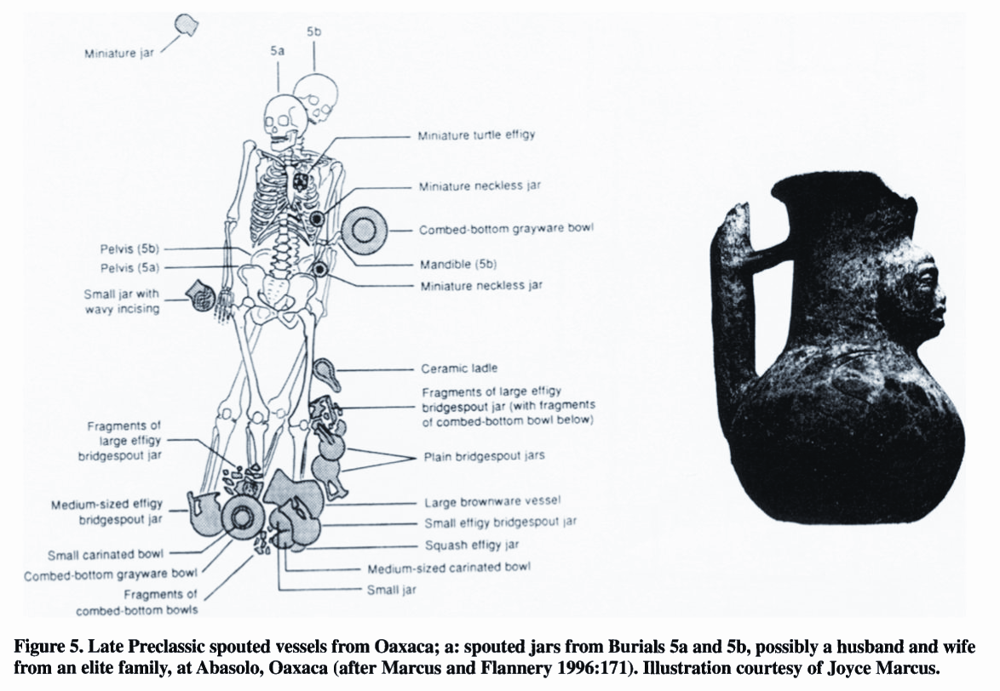 5b
5a
Miniature jar
Miniature turtle effigy
Miniature neckless jar
Combed-bottom grayware bowl
Pelvis (5b)
Pelvis (5a)
Mandible (5b)
Miniature neckless jar
Small jar with
wavy incising
Ceramic ladle
Fragments of large effigy
bridgespout jar (with fragments
of combed-bottom bowl below)
Fragments of
large effigy
bridgespout jar
Plain bridgespout jars
Medium-sized effigy
bridgespout jar
Large brownware vessel
Small effigy bridgespout jar
Squash effigy jar
Small carinated bowl
Medium-sized carinated bowl
Combed-bottom grayware bowl
Small jar
Fragments of
combed-bottom bowls
Figure 5. Late Preclassic spouted vessels from Oaxaca; a: spouted jars from Burials 5a and 5b, possibly a husband and wife
from an elite family, at Abasolo, Oaxaca (after Marcus and Flannery 1996:171). Illustration courtesy of Joyce Marcus.